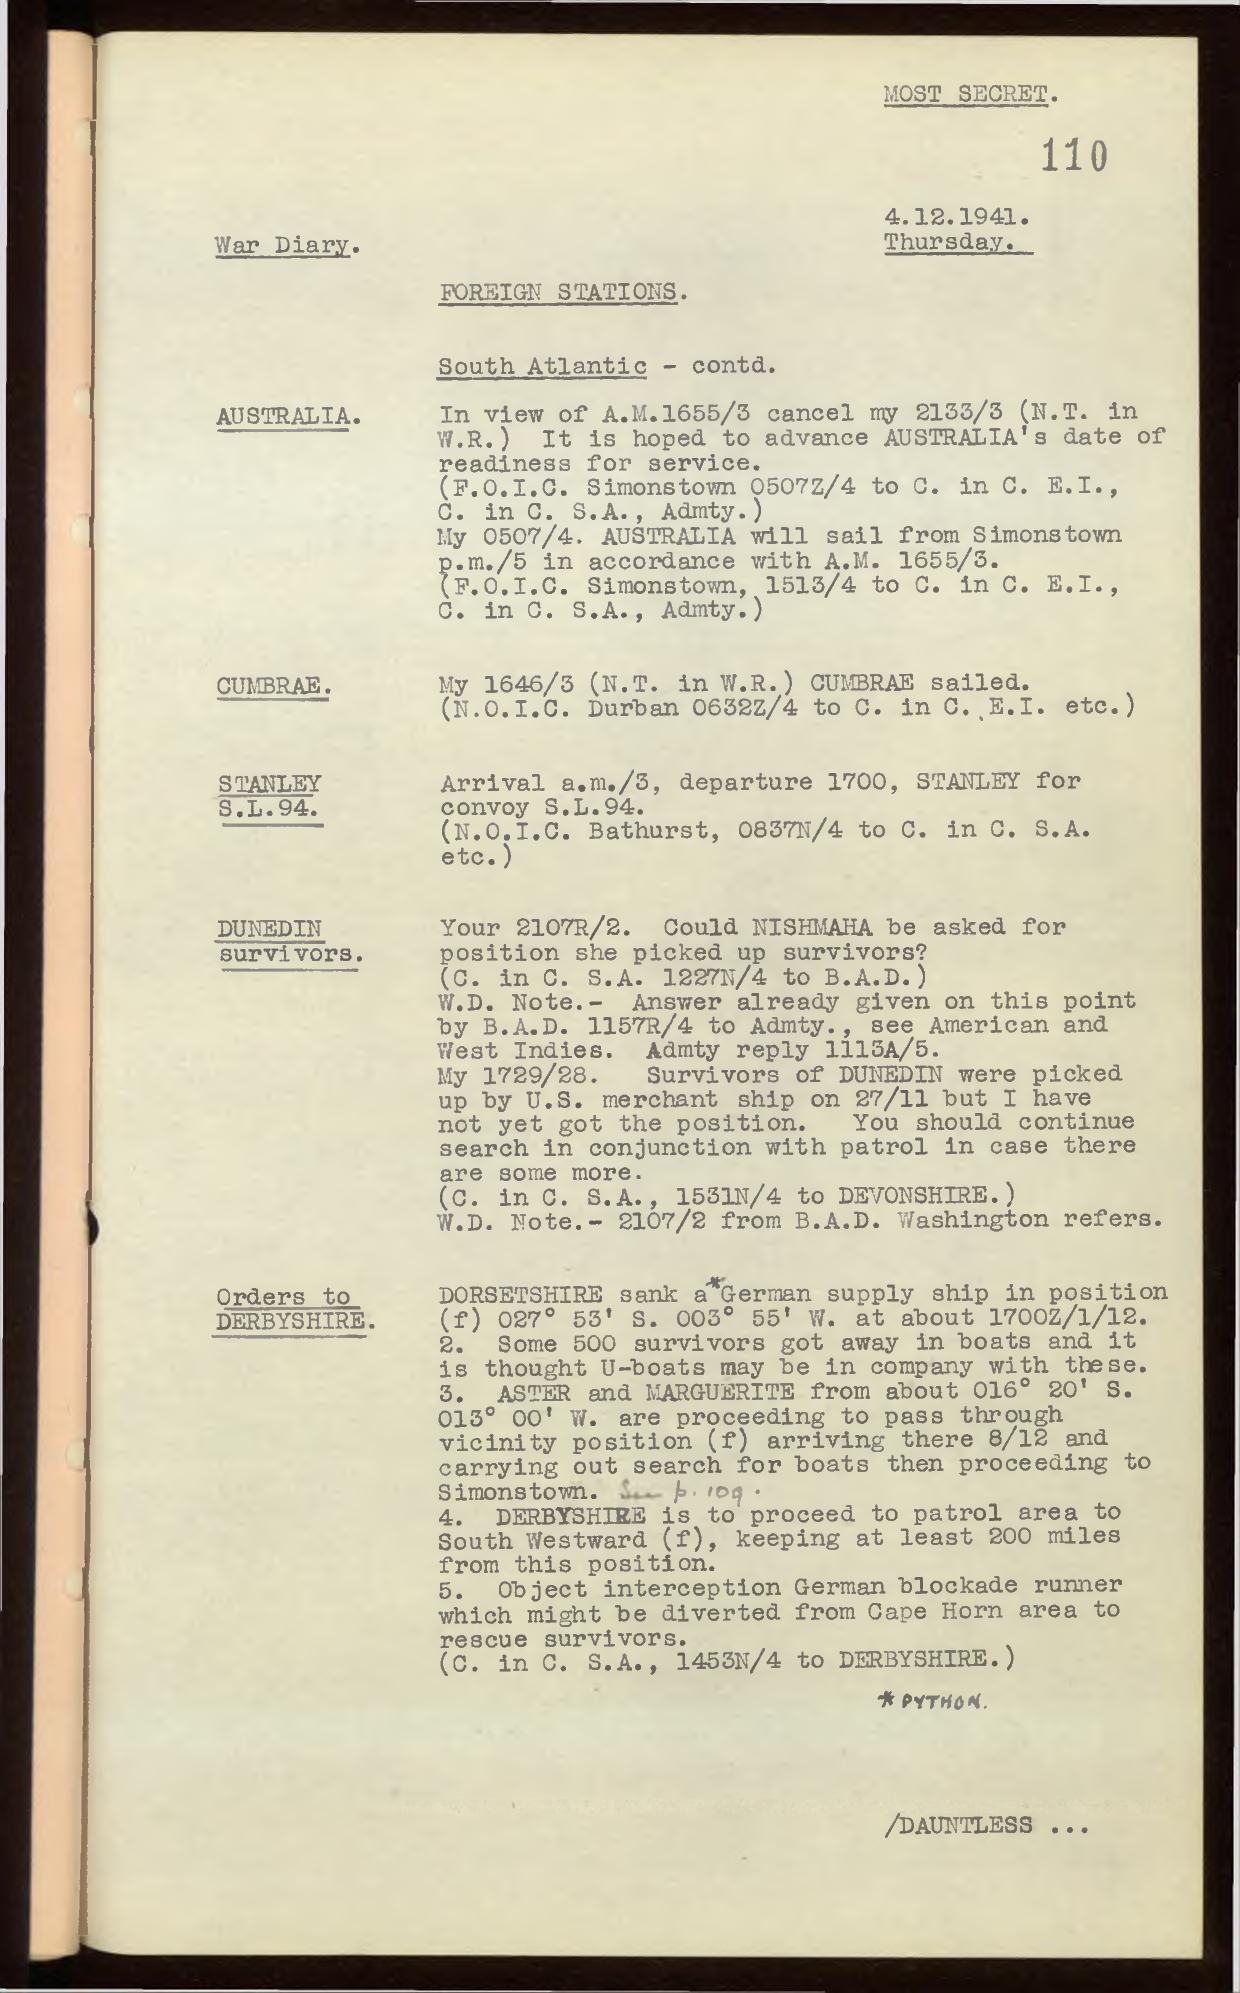 MOST SECRET.
110
4.12.1941.
War Diary.
Thursday.
FOREIGN STATIONS.
South Atlantic - contd.
AUSTRALIA.
In view of A.M.1655/3 cancel my 2133/3 (N.T. in
W.R.) It is hoped to advance AUSTRALIA's date of
readiness for service.
(F.O.I.C. Simonstown 0507Z/4 to C. in C. E.I.,
C. in C. S.A., Admty.)
My 0507/4. AUSTRALIA will sail from Simonstown
p.m./5 in accordance with A.M. 1655/3.
(F.O.I.C. Simonstown, 1513/4 to C. in C. E.I.,
C. in C. S.A., Admty.)
CUMBRAE.
My 1646/3 (N.T. in W.R.) CUMBRAE sailed.
(N.O.I.C. Durban 0632Z/4 to C. in C. E.I. etc.)
STANLEY
S.L.94.
Arrival a.m./3, departure 1700, STANLEY for
convoy S.L.94.
(N.O.I.C. Bathurst, 0837N/4 to C. in C. S.A.
etc.)
DUNEDIN
survivors.
Your 2107R/2. Could NISHMAHA be asked for
position she picked up survivors?
(C. in C. S.A. 1227N/4 to B.A.D.)
W.D. Note.- Answer already given on this point
by B.A.D. 1157R/4 to Admty., see American and
West Indies. Admty reply 1113A/5.
My 1729/28. Survivors of DUNEDIN were picked
up by U.S. merchant ship on 27/11 but I have
not yet got the position. You should continue
search in conjunction with patrol in case there
are some more.
(C. in C. S.A., 1531N/4 to DEVONSHIRE.)
W.D. Note.- 2107/2 from B.A.D. Washington refers.
Orders to
DERBYSHIRE.
DORSETSHIRE sank a*German supply ship in position
(f) 027° 53' S. 003° 55' W. at about 1700Z/1/12.
2. Some 500 survivors got away in boats and it
is thought U-boats may be in company with these.
3. ASTER and MARGUERITE from about 016° 20' S.
013° 00' W. are proceeding to pass through
vicinity position (f) arriving there 8/12 and
carrying out search for boats then proceeding to
Simonstown. See p. 109.
4. DERBYSHIRE is to proceed to patrol area to
South Westward (f), keeping at least 200 miles
from this position.
5. Object interception German blockade runner
which might be diverted from Cape Horn area to
rescue survivors.
(C. in C. S.A., 1453N/4 to DERBYSHIRE.)
* PYTHON.
/DAUNTLESS ...